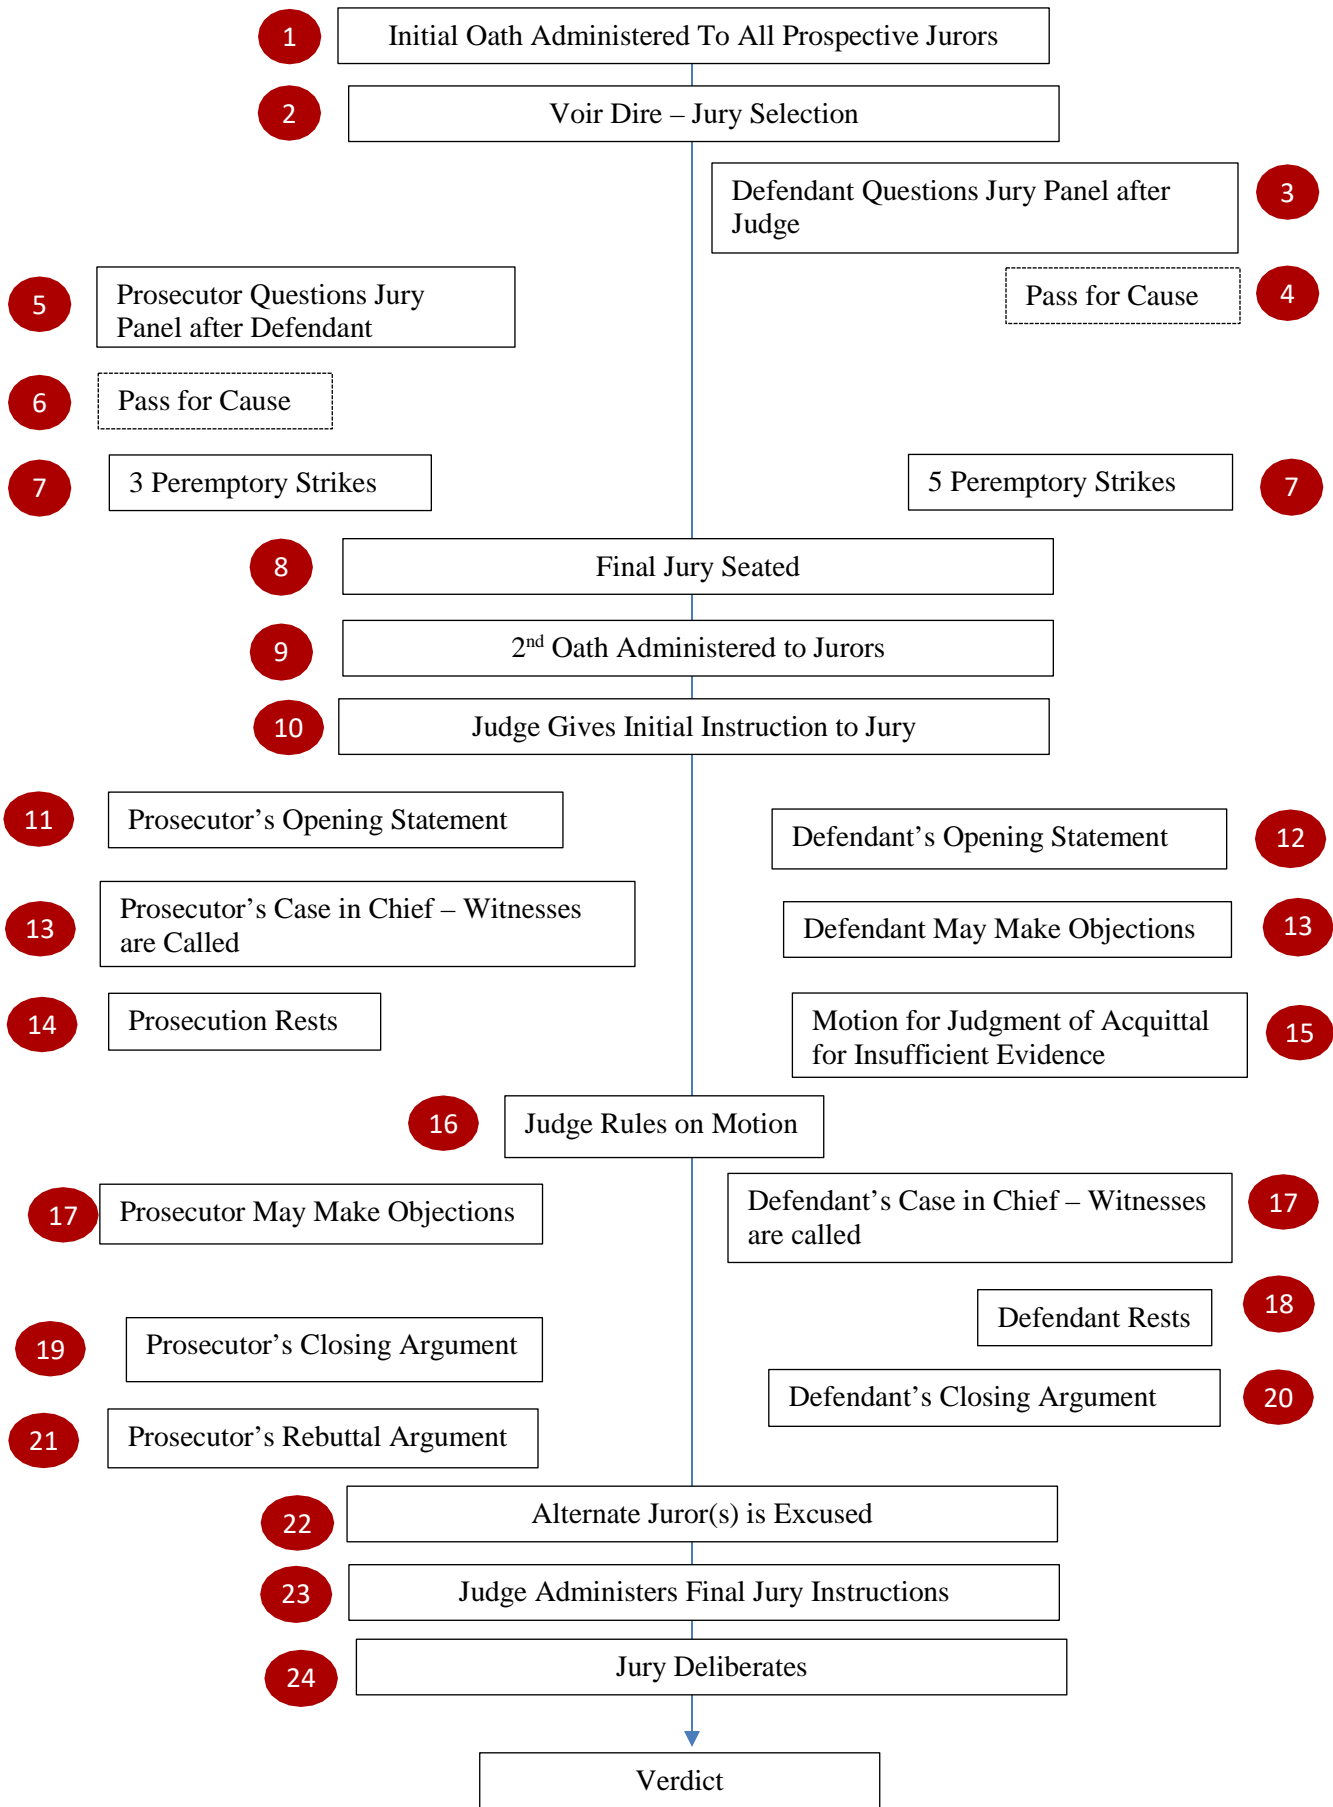 1
Initial Oath Administered To All Prospective Jurors
2
Voir Dire – Jury Selection
Defendant Questions Jury Panel after
Judge
3
5
Prosecutor Questions Jury
Panel after Defendant
Pass for Cause
4
6
Pass for Cause
7
3 Peremptory Strikes
5 Peremptory Strikes
7
8
Final Jury Seated
9
2nd Oath Administered to Jurors
10
Judge Gives Initial Instruction to Jury
11
Prosecutor’s Opening Statement
Defendant’s Opening Statement
12
13
Prosecutor’s Case in Chief – Witnesses
are Called
Defendant May Make Objections
13
14
Prosecution Rests
Motion for Judgment of Acquittal
for Insufficient Evidence
15
16
Judge Rules on Motion
17
Prosecutor May Make Objections
Defendant’s Case in Chief – Witnesses
are called
17
Defendant Rests
18
19
Prosecutor’s Closing Argument
Defendant’s Closing Argument
20
21
Prosecutor’s Rebuttal Argument
22
Alternate Juror(s) is Excused
23
Judge Administers Final Jury Instructions
24
Jury Deliberates
Verdict